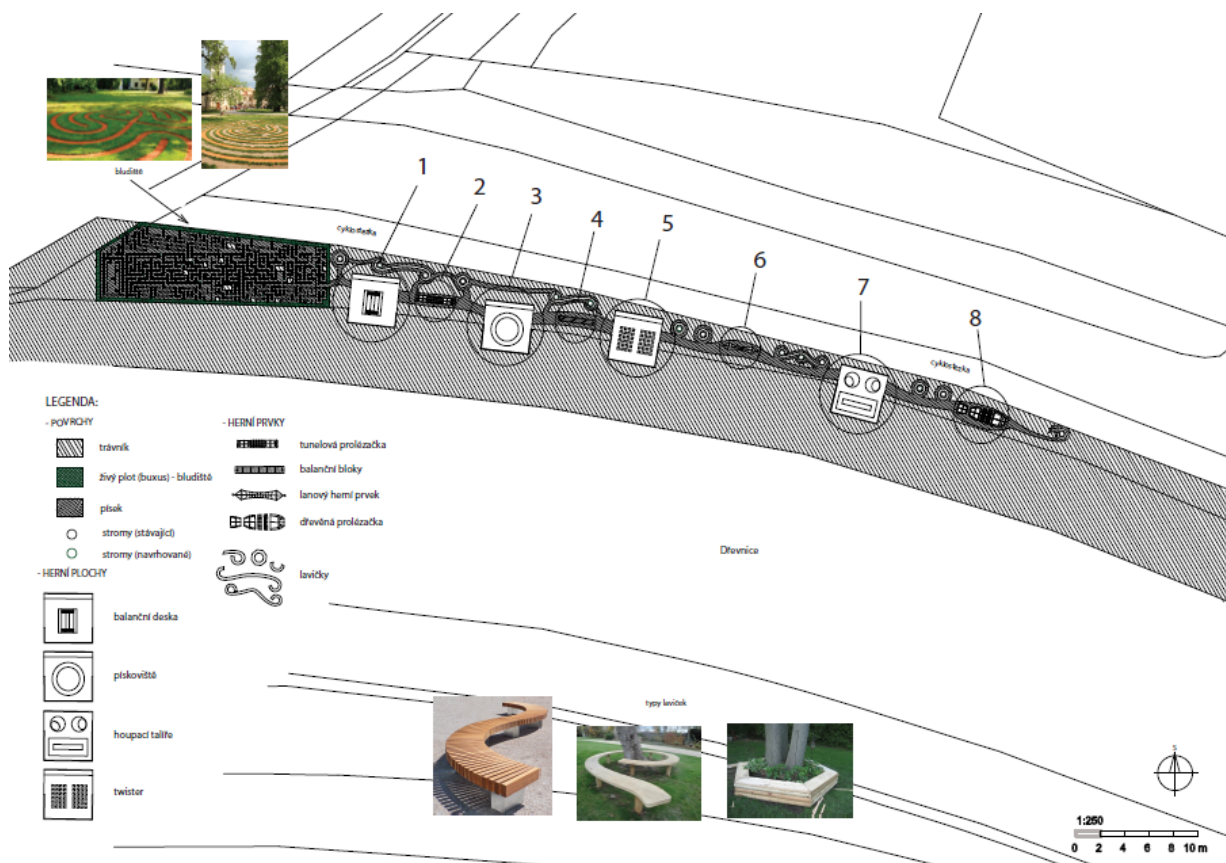 bludiště
1
2
3
4
5
6
7
8
cyklostezka
cyklostezka
LEGENDA:
- POVRCHY
trávník
živý plot (buxus) - bludiště
písek
stromy (stávající)
stromy (navrhované)
- HERNÍ PLOCHY
balanční deska
pískoviště
houpací talíře
twister
- HERNÍ PRVKY
tunelová prolézačka
balanční bloky
lanový herní prvek
dřevěná prolézačka
lavičky
Dřevnice
typy laviček
S
1:250
0 2 4 6 8 10 m